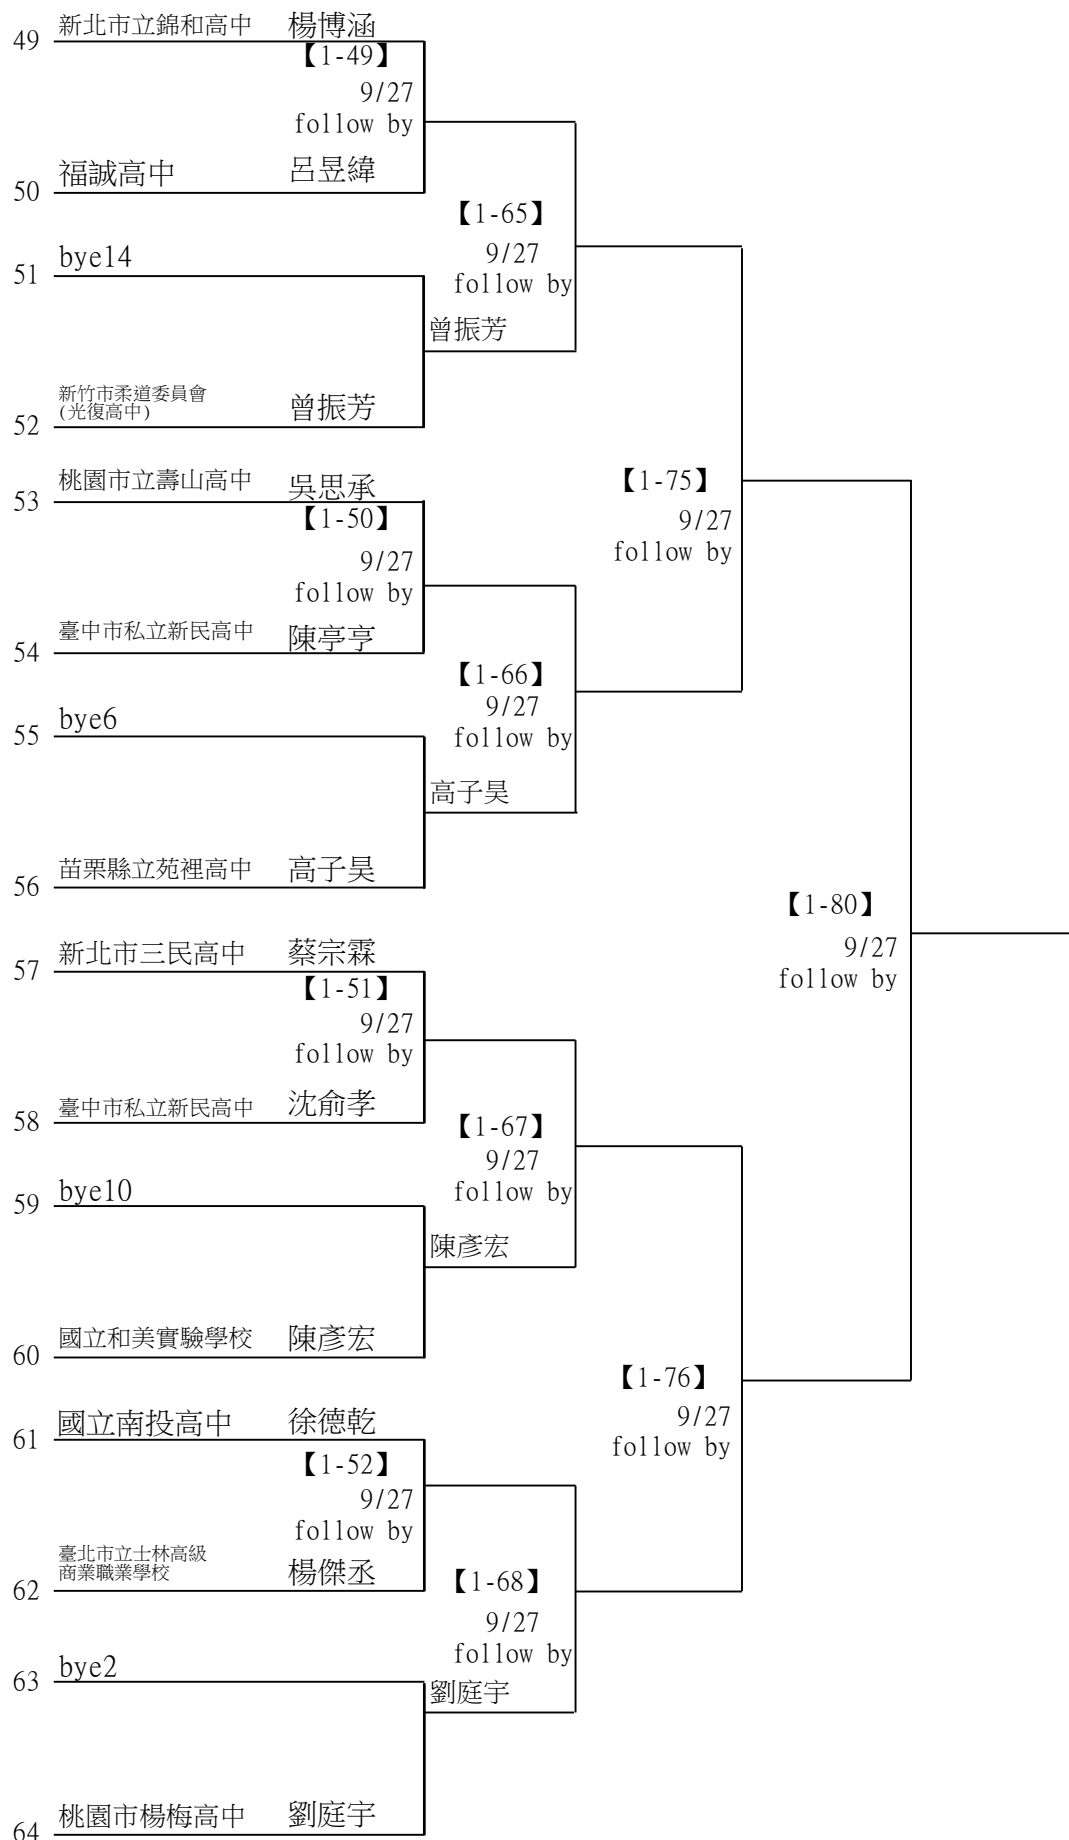 49 新北市立錦和高中 楊博涵
【1-49】
9/27
follow by
50 福誠高中 呂昱緯
【1-65】
9/27
follow by
51 bye14
曾振芳
新竹市柔道委員會
(光復高中)
52 曾振芳
53 桃園市立壽山高中 吳思承
【1-50】
9/27
follow by
【1-75】
9/27
follow by
54 臺中市私立新民高中 陳亭亨
【1-66】
9/27
follow by
55 bye6
高子昊
56 苗栗縣立苑裡高中 高子昊
【1-80】
9/27
follow by
57 新北市三民高中 蔡宗霖
【1-51】
9/27
follow by
58 臺中市私立新民高中 沈俞孝
【1-67】
9/27
follow by
59 bye10
陳彥宏
60 國立和美實驗學校 陳彥宏
【1-76】
9/27
follow by
61 國立南投高中 徐德乾
【1-52】
9/27
follow by
臺北市立士林高級
商業職業學校
62 楊傑丞
【1-68】
9/27
follow by
63 bye2
劉庭宇
64 桃園市楊梅高中 劉庭宇